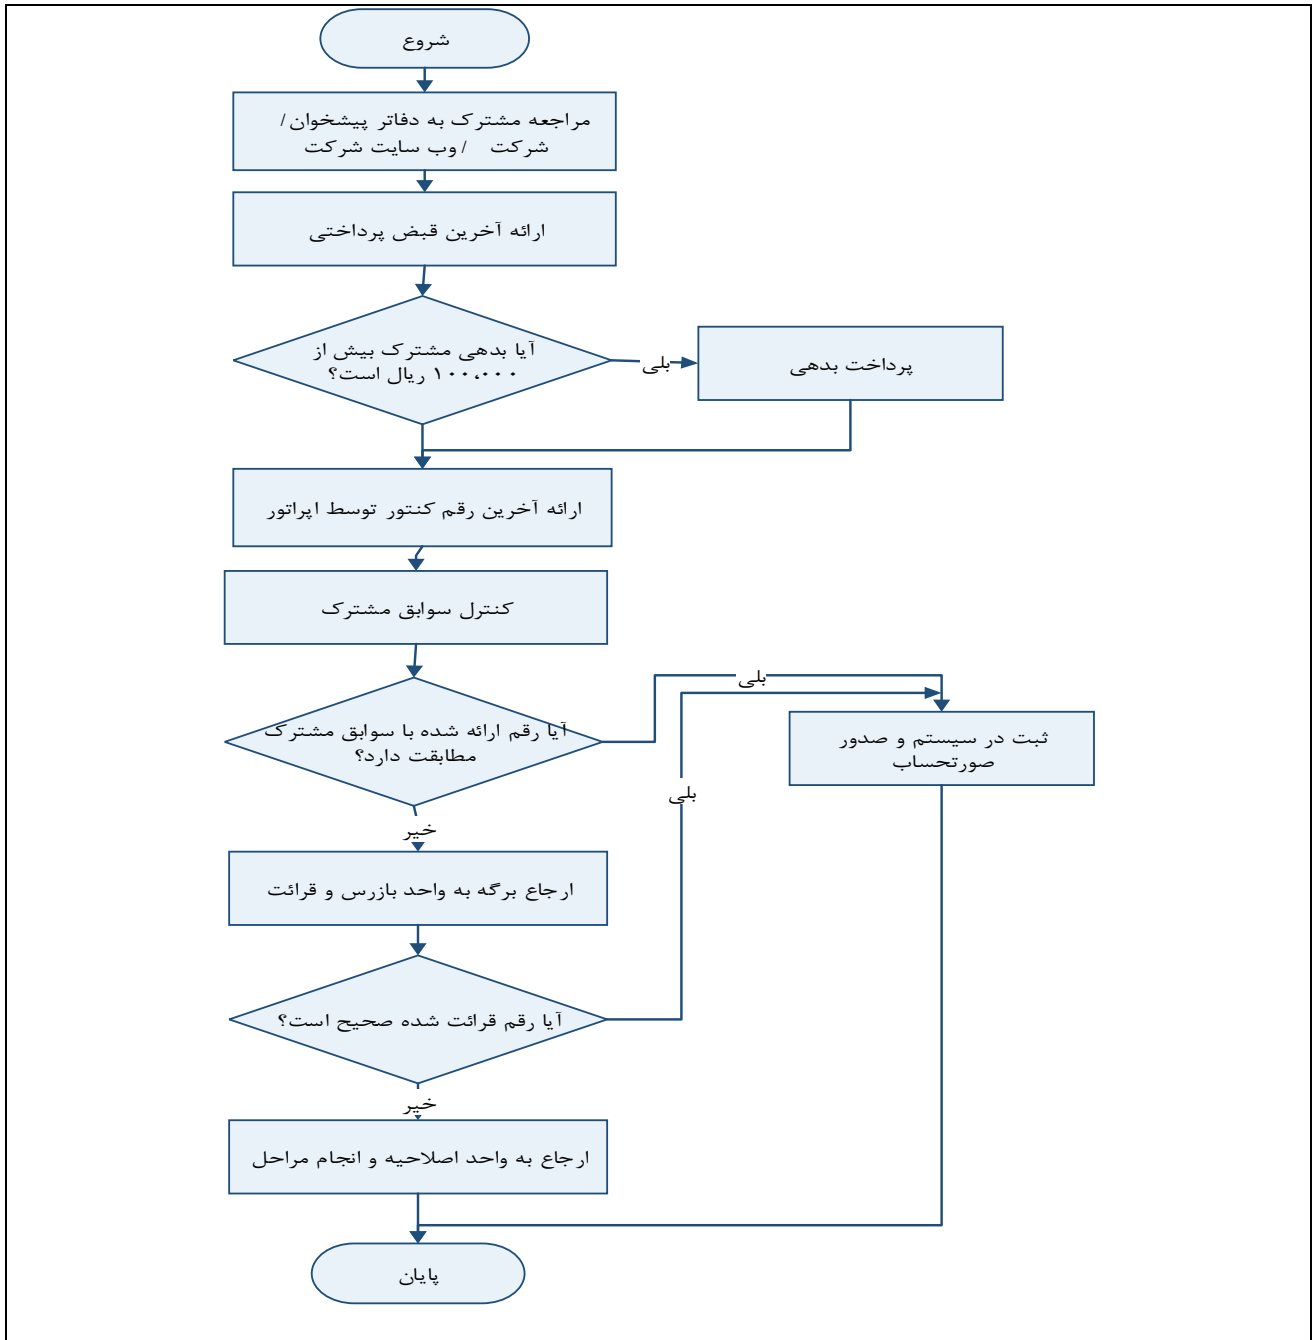 شروع
مراجعه مشترک به دفاتر پیشخوان /
شرکت / وب سایت شرکت
ارائه آخرین قبض پرداختی
آیا بدهی مشترک بیش از
۱۰۰،۰۰۰ ریال است؟
بلی
پرداخت بدهی
ارائه آخرین رقم کنتور توسط اپراتور
کنترل سوابق مشترک
آیا رقم ارائه شده با سوابق مشترک
مطابقت دارد؟
بلی
ثبت در سیستم و صدور
صورتحساب
بلی
خیر
ارجاع برگه به واحد بازرس و قرائت
آیا رقم قرائت شده صحیح است؟
خیر
ارجاع به واحد اصلاحیه و انجام مراحل
پایان